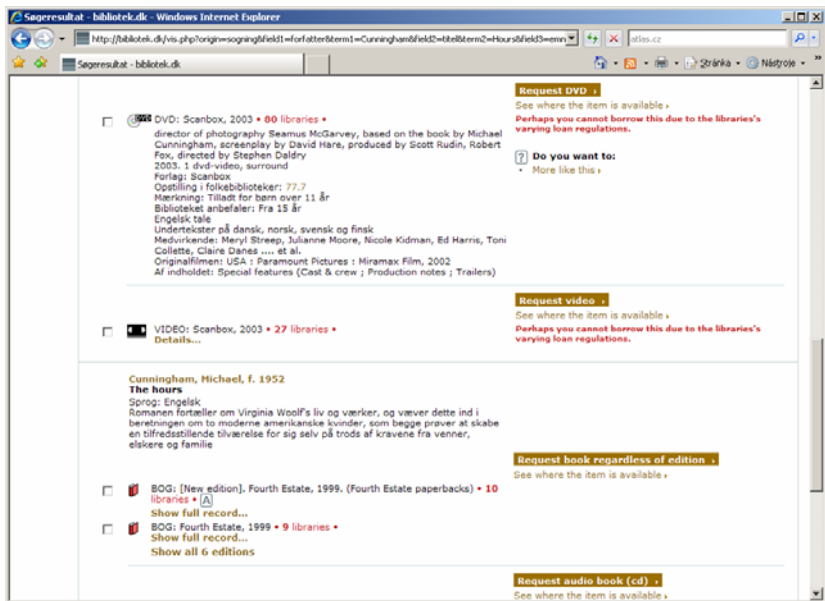 Søgeresultat - bibliotek.dk - Windows Internet Explorer
http://bibliotek.dk/vis.php?origin=sogning&field1=forfatter&term1=Cunningham&field2=titel&term2=Hours&field3=emn
atlas.cz
Søgeresultat - bibliotek.dk
Stránka
Nástroje
Request DVD ›
See where the item is available ›
Perhaps you cannot borrow this due to the libraries's
varying loan regulations.
Do you want to:
• More like this ›
DVD: Scanbox, 2003 • 80 libraries •
director of photography Seamus McGarvey, based on the book by Michael
Cunningham, screenplay by David Hare, produced by Scott Rudin, Robert
Fox, directed by Stephen Daldry
2003. 1 dvd-video, surround
Forlag: Scanbox
Opstilling i folkebiblioteker: 77.7
Mærkning: Tilladt for børn over 11 år
Biblioteket anbefaler: Fra 15 år
Engelsk tale
Undertekster på dansk, norsk, svensk og finsk
Medvirkende: Meryl Streep, Julianne Moore, Nicole Kidman, Ed Harris, Toni
Collette, Claire Danes .... et al.
Originalfilmen: USA : Paramount Pictures : Miramax Film, 2002
Af indholdet: Special features (Cast & crew ; Production notes ; Trailers)
Request video ›
See where the item is available ›
Perhaps you cannot borrow this due to the libraries's
varying loan regulations.
VIDEO: Scanbox, 2003 • 27 libraries •
Details...
Cunningham, Michael, f. 1952
The hours
Sprog: Engelsk
Romanen fortæller om Virginia Woolf's liv og værker, og væver dette ind i
beretningen om to moderne amerikanske kvinder, som begge prøver at skabe
en tilfredsstillende tilværelse for sig selv på trods af kravene fra venner,
elskere og familie
Request book regardless of edition ›
See where the item is available ›
BOG: [New edition]. Fourth Estate, 1999. (Fourth Estate paperbacks) • 10
libraries • A
Show full record...
BOG: Fourth Estate, 1999 • 9 libraries •
Show full record...
Show all 6 editions
Request audio book (cd) ›
See where the item is available ›